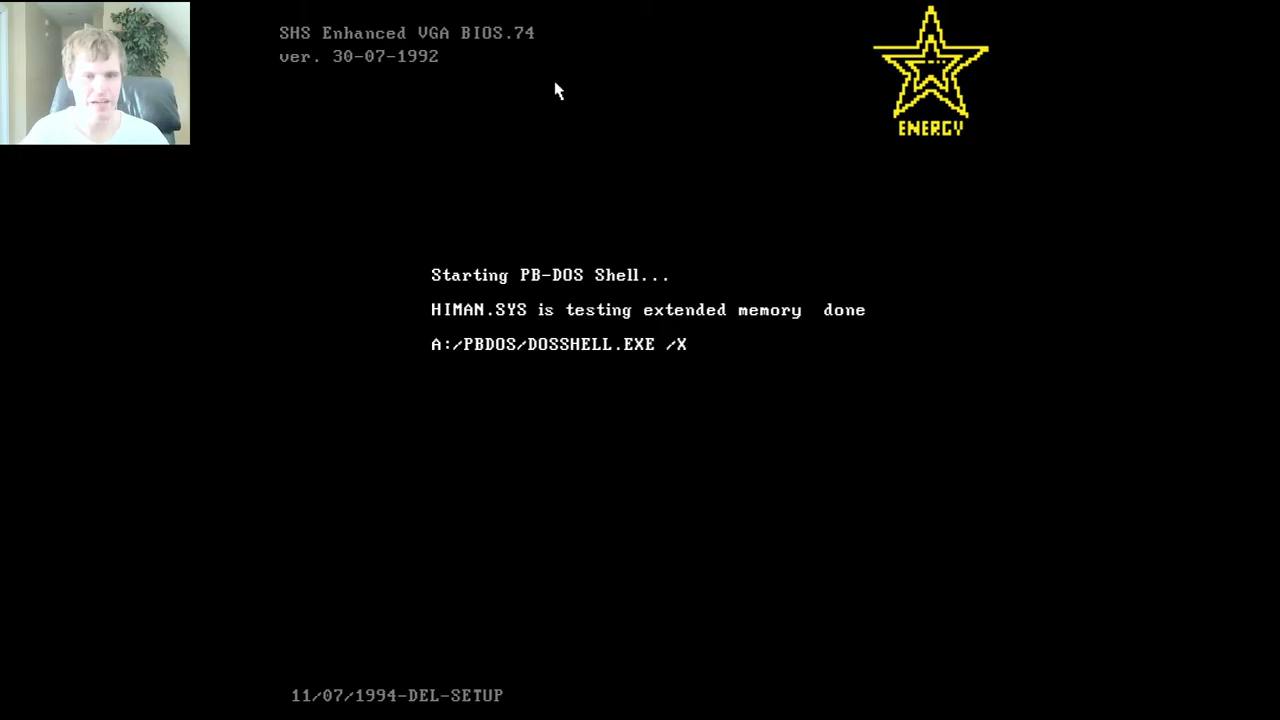 SHS Enhanced VGA BIOS.74
ver. 30-07-1992
ENERGY
Starting PB-DOS Shell...
HIMAN.SYS is testing extended memory  done
A:/PBDOS/DOSSHELL.EXE /X
11/07/1994-DEL-SETUP